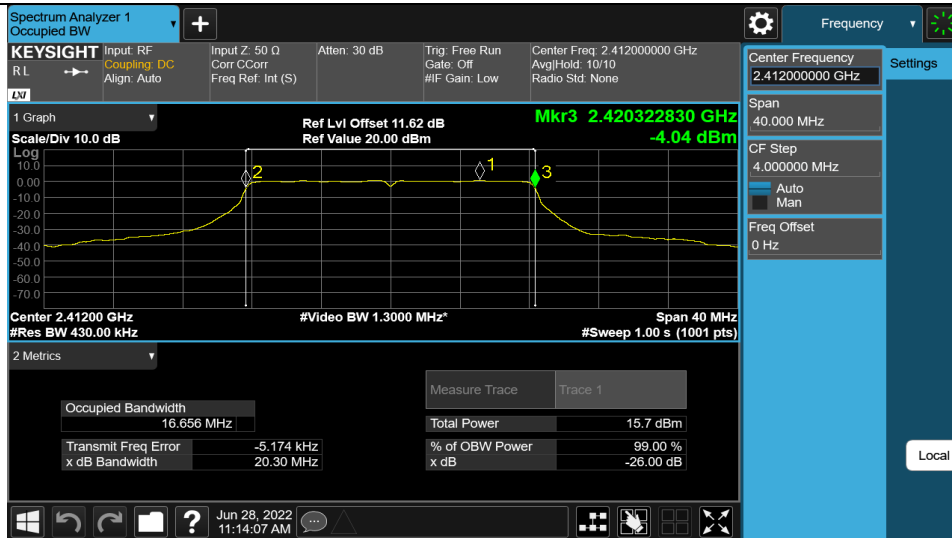 Spectrum Analyzer 1
Occupied BW
+
Frequency
KEYSIGHT
RL
LXI
Input: RF
Coupling: DC
Align: Auto
Input Z: 50 Ω
Corr CCorr
Freq Ref: Int (S)
Atten: 30 dB
Trig: Free Run
Gate: Off
#IF Gain: Low
Center Freq: 2.412000000 GHz
Avg|Hold: 10/10
Radio Std: None
Center Frequency
2.412000000 GHz
Settings
Span
40.000 MHz
CF Step
4.000000 MHz
Auto
Man
Freq Offset
0 Hz
Local
1 Graph
Scale/Div 10.0 dB
Ref Lvl Offset 11.62 dB
Ref Value 20.00 dBm
Mkr3 2.420322830 GHz
-4.04 dBm
Log
10.0
0.00
-10.0
-20.0
-30.0
-40.0
-50.0
-60.0
-70.0
2
1
3
Center 2.41200 GHz
#Res BW 430.00 kHz
#Video BW 1.3000 MHz*
Span 40 MHz
#Sweep 1.00 s (1001 pts)
2 Metrics
Measure Trace
Trace 1
Occupied Bandwidth
16.656 MHz
Total Power
15.7 dBm
Transmit Freq Error
-5.174 kHz
% of OBW Power
99.00 %
x dB Bandwidth
20.30 MHz
x dB
-26.00 dB
?
Jun 28, 2022
11:14:07 AM